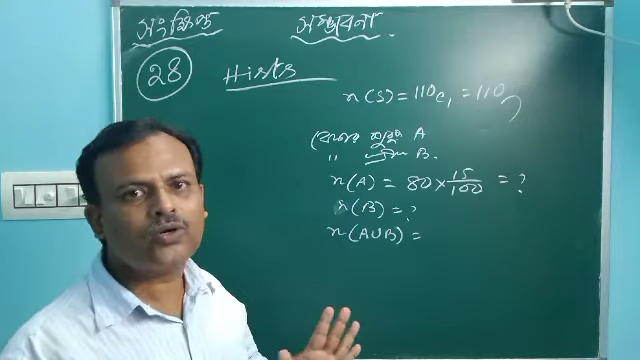 সংক্ষিপ্ত সম্ভাবনা
28 Hints
n(S) = 110c₁ = 110
বেকার পুরুষ A
" B.
n(A) = 80 × 15/100 = ?
n(B) = ?
n(A∪B) =